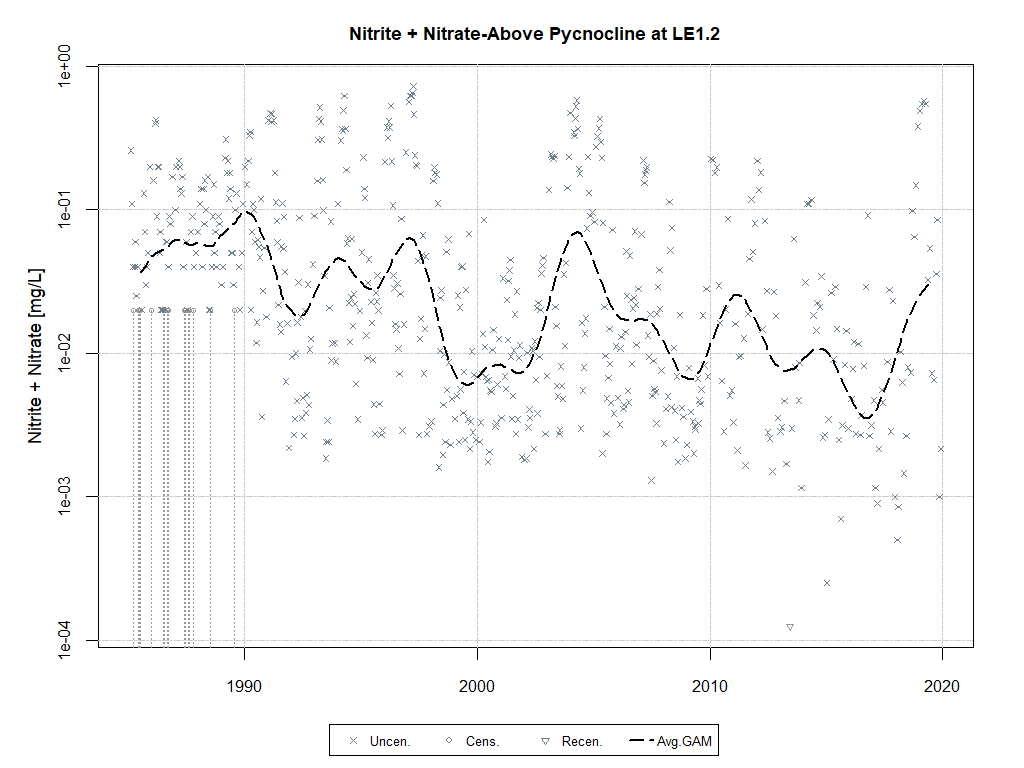 Nitrite + Nitrate-Above Pycnocline at LE1.2
Nitrite + Nitrate [mg/L]
1e+00
1e-01
1e-02
1e-03
1e-04
1990
2000
2010
2020
Uncen.
Cens.
Recen.
Avg.GAM